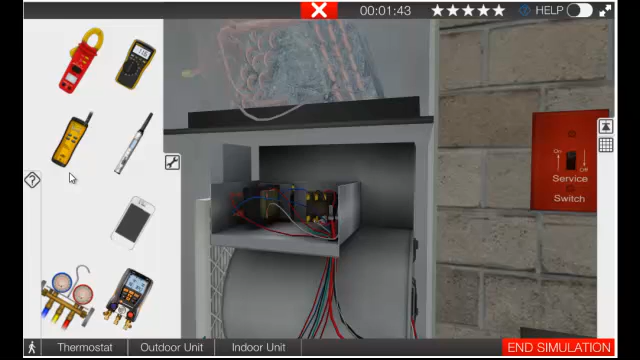 00:01:43
HELP
On
Off
Service
Switch
Thermostat
Outdoor Unit
Indoor Unit
END SIMULATION